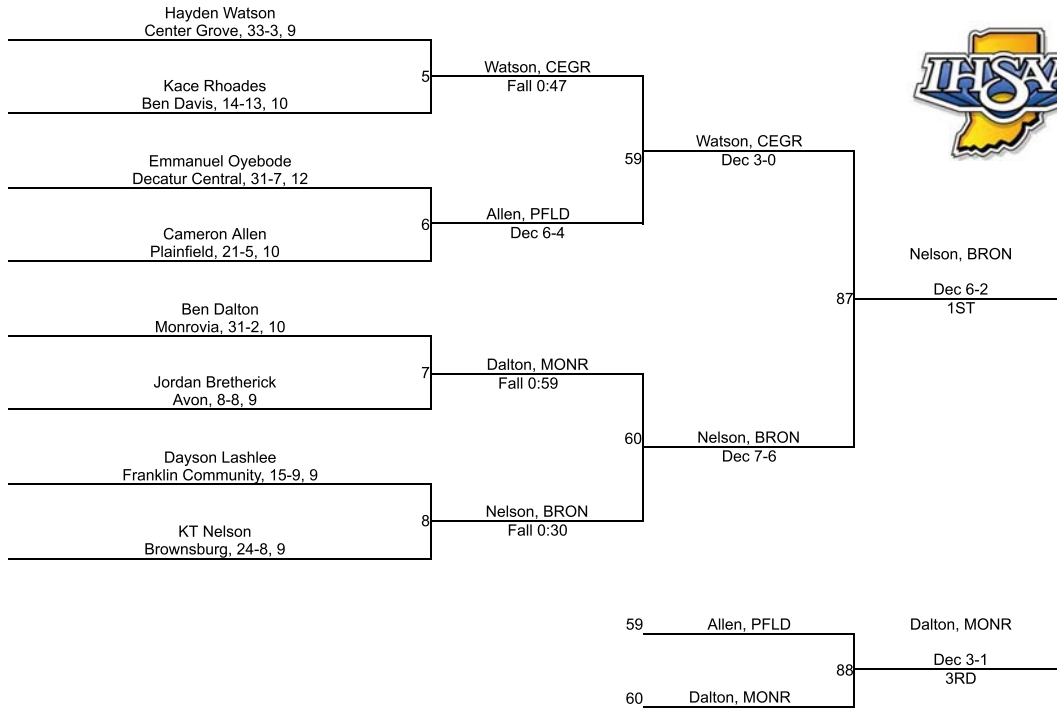 Hayden Watson
Center Grove, 33-3, 9
5
Kace Rhoades
Ben Davis, 14-13, 10
Watson, CEGR
Fall 0:47
Emmanuel Oyebode
Decatur Central, 31-7, 12
6
Cameron Allen
Plainfield, 21-5, 10
Allen, PFLD
Dec 6-4
59
Watson, CEGR
Dec 3-0
Ben Dalton
Monrovia, 31-2, 10
7
Jordan Bretherick
Avon, 8-8, 9
Dalton, MONR
Fall 0:59
Dayson Lashlee
Franklin Community, 15-9, 9
8
KT Nelson
Brownsburg, 24-8, 9
Nelson, BRON
Fall 0:30
60
Nelson, BRON
Dec 7-6
87
Nelson, BRON
Dec 6-2
1ST
IHSAA
59
Allen, PFLD
88
60
Dalton, MONR
Dalton, MONR
Dec 3-1
3RD